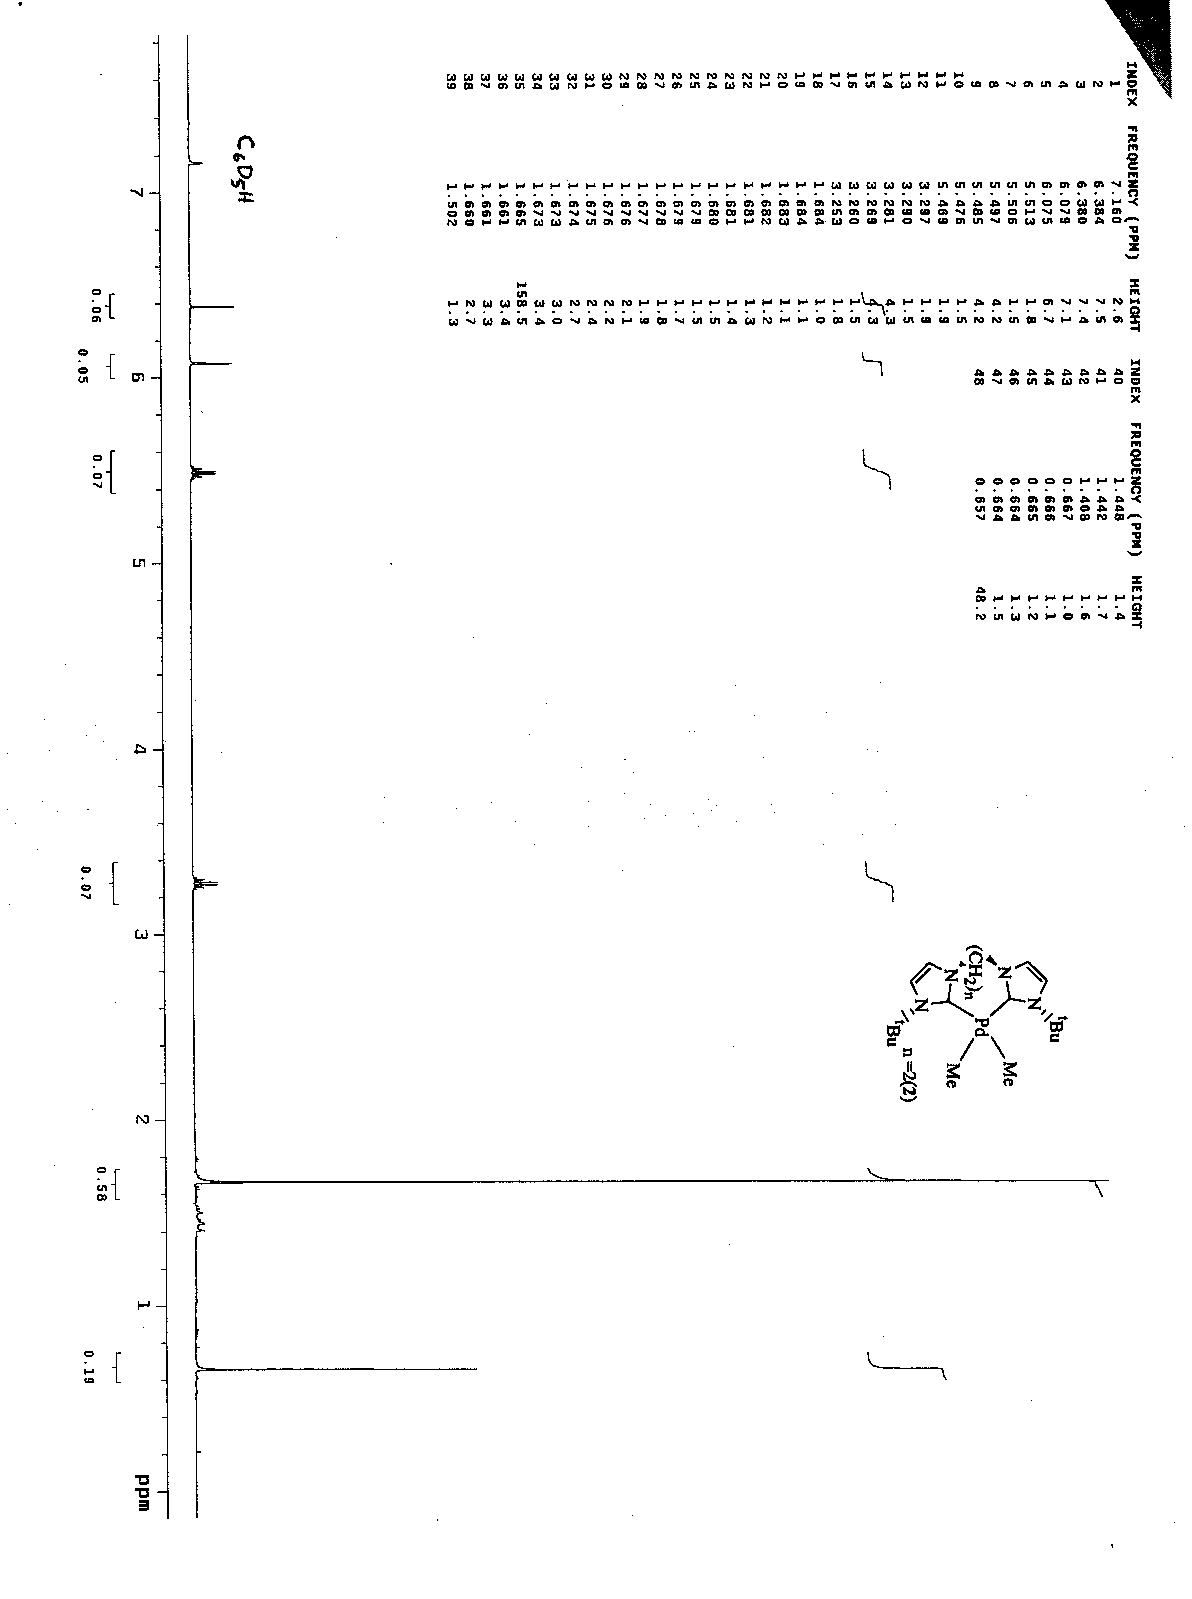 INDEX FREQUENCY (PPM) HEIGHT INDEX FREQUENCY (PPM) HEIGHT
1 7.160 2.6 40 1.448 1.4
2 6.384 7.5 41 1.442 1.7
3 6.380 7.4 42 1.408 1.6
4 6.079 7.1 43 0.667 1.0
5 6.075 6.7 44 0.666 1.1
6 5.513 1.8 45 0.665 1.2
7 5.506 1.5 46 0.664 1.3
8 5.497 4.2 47 0.664 1.5
9 5.485 4.2 48 0.657 48.2
10 5.476 1.5
11 5.469 1.9
12 3.297 1.9
13 3.290 1.5
14 3.281 4.3
15 3.269 4.3
16 3.260 1.5
17 3.253 1.8
18 1.684 1.0
19 1.684 1.1
20 1.683 1.1
21 1.682 1.2
22 1.681 1.3
23 1.681 1.4
24 1.680 1.5
25 1.679 1.5
26 1.679 1.7
27 1.678 1.8
28 1.677 1.9
29 1.676 2.1
30 1.676 2.2
31 1.675 2.4
32 1.674 2.7
33 1.673 3.0
34 1.673 3.4
35 1.665 158.5
36 1.661 3.4
37 1.661 3.3
38 1.660 2.7
39 1.502 1.3
N N tBu
(CH2)n Pd Me
N N Me
tBu n=2(2)
C6D5H
7 6 5 4 3 2 1 ppm
0.06 0.05 0.07 0.07 0.58 0.19